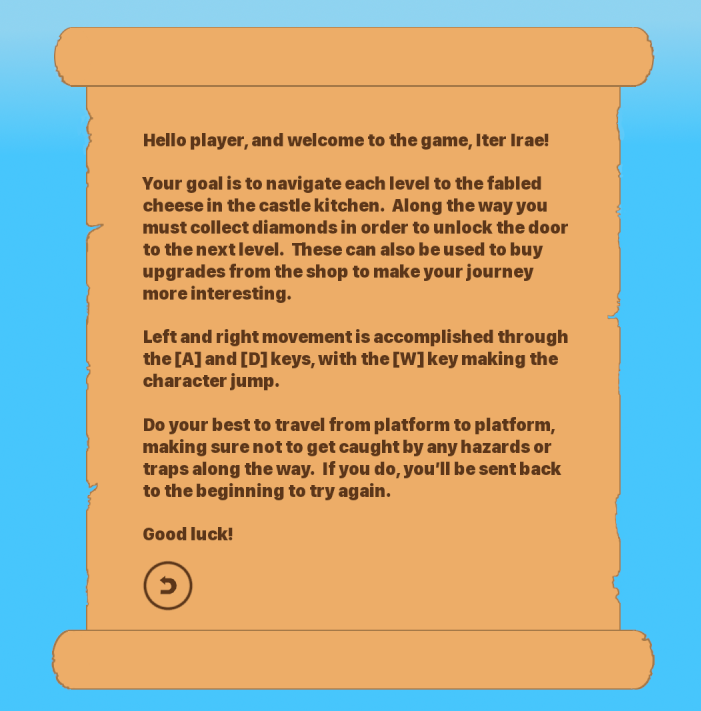 Hello player, and welcome to the game, Iter Irae!
Your goal is to navigate each level to the fabled
cheese in the castle kitchen.  Along the way you
must collect diamonds in order to unlock the door
to the next level.  These can also be used to buy
upgrades from the shop to make your journey
more interesting.
Left and right movement is accomplished through
the [A] and [D] keys, with the [W] key making the
character jump.
Do your best to travel from platform to platform,
making sure not to get caught by any hazards or
traps along the way.  If you do, you’ll be sent back
to the beginning to try again.
Good luck!